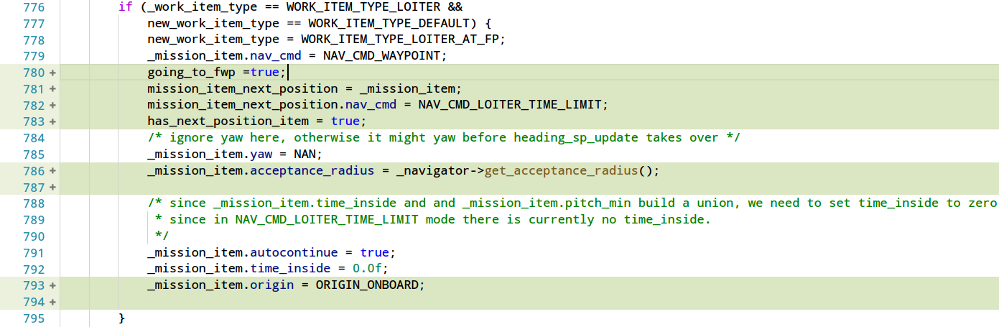 776 if (_work_item_type == WORK_ITEM_TYPE_LOITER &&
777 new_work_item_type == WORK_ITEM_TYPE_DEFAULT) {
778 new_work_item_type = WORK_ITEM_TYPE_LOITER_AT_FP;
779 _mission_item.nav_cmd = NAV_CMD_WAYPOINT;
780 + going_to_fwp =true;
781 + mission_item_next_position = _mission_item;
782 + mission_item_next_position.nav_cmd = NAV_CMD_LOITER_TIME_LIMIT;
783 + has_next_position_item = true;
784 /* ignore yaw here, otherwise it might yaw before heading_sp_update takes over */
785 _mission_item.yaw = NAN;
786 + _mission_item.acceptance_radius = _navigator->get_acceptance_radius();
787 +
788 /* since _mission_item.time_inside and and _mission_item.pitch_min build a union, we need to set time_inside to zero
789 * since in NAV_CMD_LOITER_TIME_LIMIT mode there is currently no time_inside.
790 */
791 _mission_item.autocontinue = true;
792 _mission_item.time_inside = 0.0f;
793 + _mission_item.origin = ORIGIN_ONBOARD;
794 +
795 }